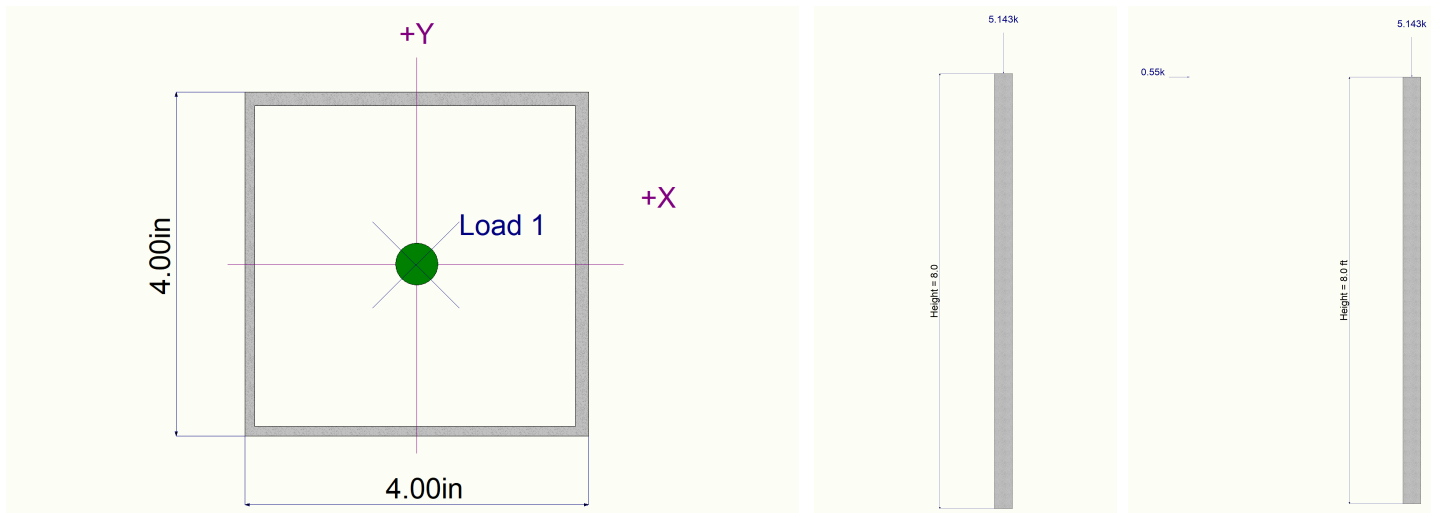 +Y
+X
Load 1
4.00in
4.00in
5.143k
Height = 8.0
0.55k
5.143k
Height = 8.0 ft